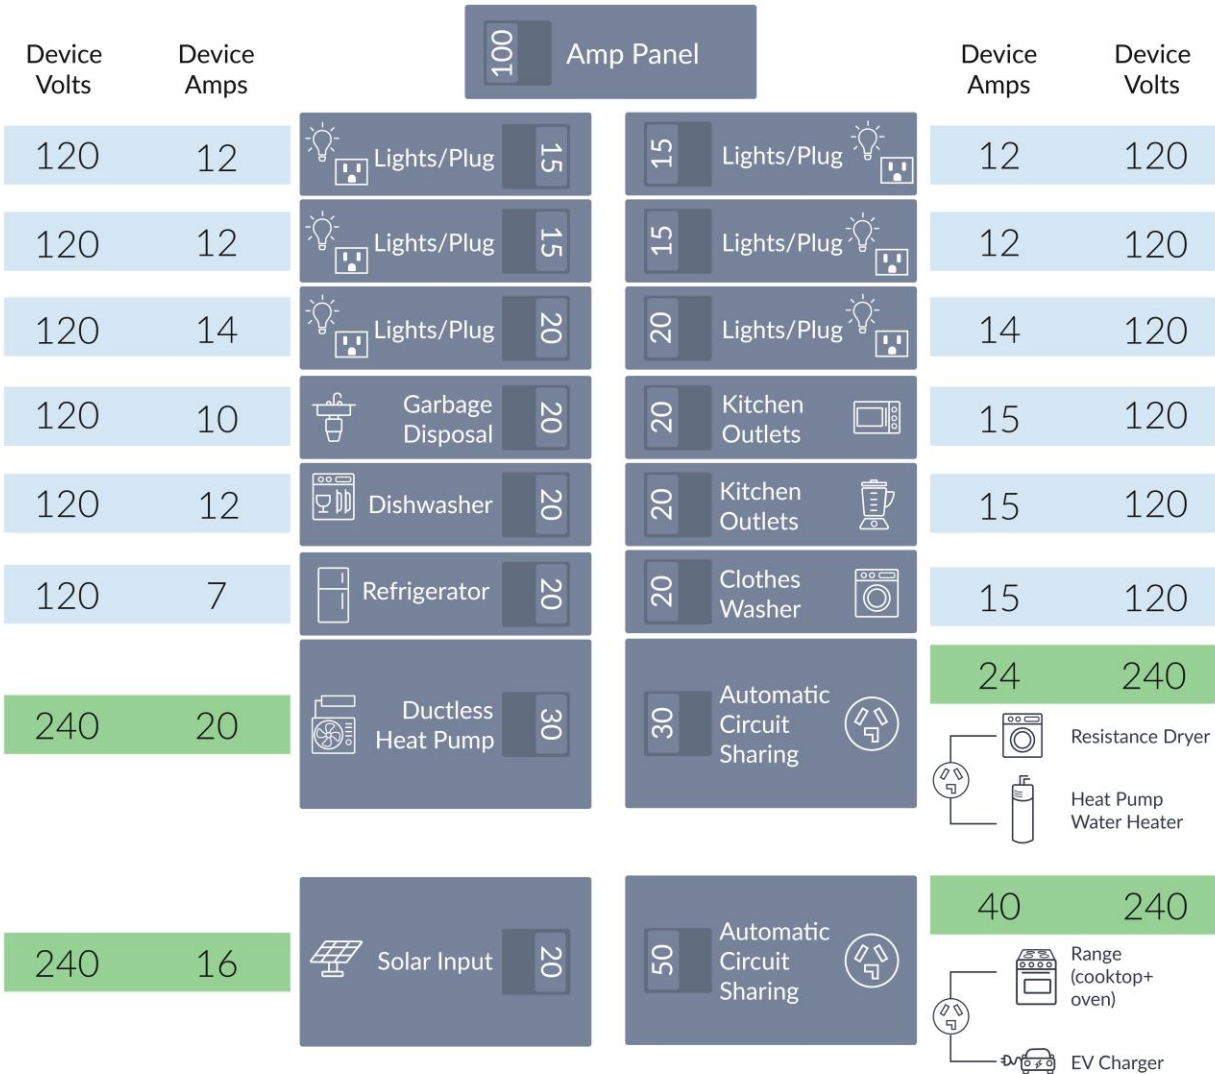 100 Amp Panel
Device Volts
Device Amps
Device Amps
Device Volts
120 12 Lights/Plug 15 15 Lights/Plug 12 120
120 12 Lights/Plug 15 15 Lights/Plug 12 120
120 14 Lights/Plug 20 20 Lights/Plug 14 120
120 10 Garbage Disposal 20 20 Kitchen Outlets 15 120
120 12 Dishwasher 20 20 Kitchen Outlets 15 120
120 7 Refrigerator 20 20 Clothes Washer 15 120
240 20 Ductless Heat Pump 30 30 Automatic Circuit Sharing 24 240
Resistance Dryer
Heat Pump
Water Heater
240 16 Solar Input 20 50 Automatic Circuit Sharing 40 240
Range
(cooktop+
oven)
EV Charger